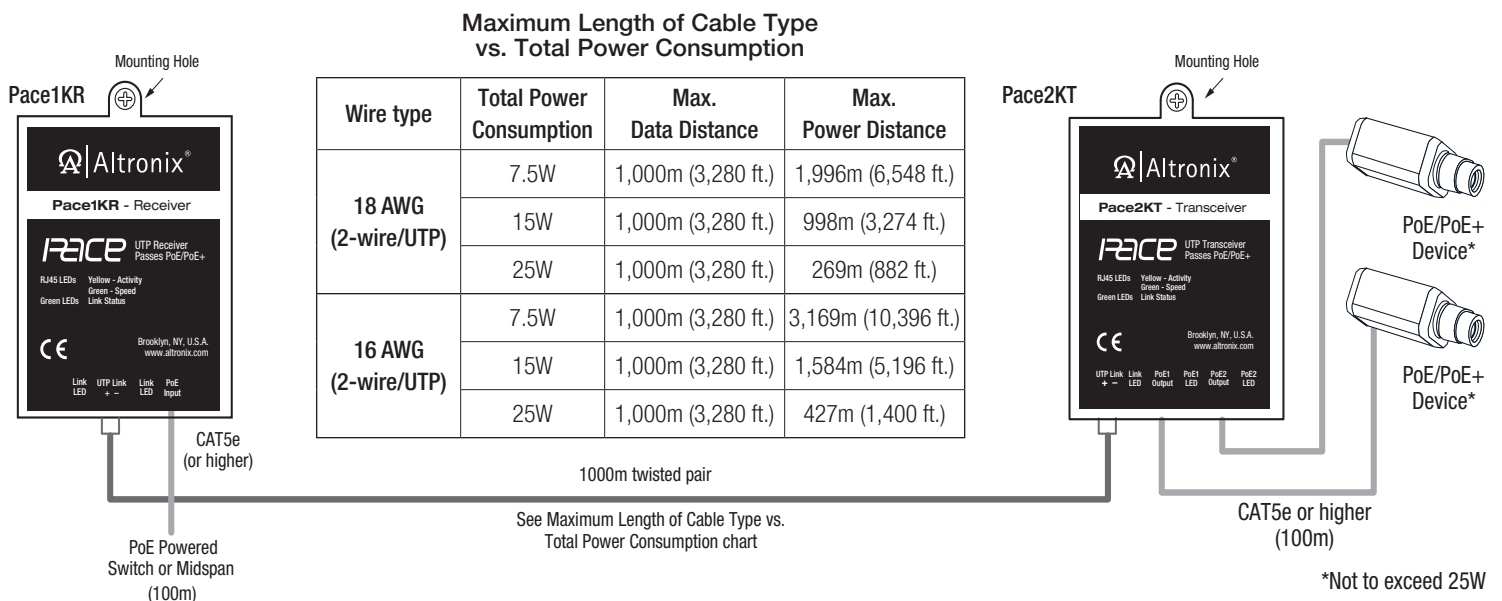 Maximum Length of Cable Type
vs. Total Power Consumption
Mounting Hole
Pace1KR
Altronix®
Pace1KR - Receiver
PACE
UTP Receiver
Passes PoE/PoE+
RJ45 LEDs Yellow - Activity
Green - Speed
Green LEDs Link Status
CE
Brooklyn, NY, U.S.A.
www.altronix.com
Link UTP Link Link PoE
LED + – LED Input
CAT5e
(or higher)
PoE Powered
Switch or Midspan
(100m)
Wire type Total Power Consumption Max. Data Distance Max. Power Distance
18 AWG (2-wire/UTP)
7.5W 1,000m (3,280 ft.) 1,996m (6,548 ft.)
15W 1,000m (3,280 ft.) 998m (3,274 ft.)
25W 1,000m (3,280 ft.) 269m (882 ft.)
16 AWG (2-wire/UTP)
7.5W 1,000m (3,280 ft.) 3,169m (10,396 ft.)
15W 1,000m (3,280 ft.) 1,584m (5,196 ft.)
25W 1,000m (3,280 ft.) 427m (1,400 ft.)
1000m twisted pair
See Maximum Length of Cable Type vs.
Total Power Consumption chart
Mounting Hole
Pace2KT
Altronix®
Pace2KT - Transceiver
PACE
UTP Transceiver
Passes PoE/PoE+
RJ45 LEDs Yellow - Activity
Green - Speed
Green LEDs Link Status
CE
Brooklyn, NY, U.S.A.
www.altronix.com
UTP Link Link PoE1 PoE1 PoE2 PoE2
+ – LED Output LED Output LED
PoE/PoE+
Device*
PoE/PoE+
Device*
CAT5e or higher
(100m)
*Not to exceed 25W